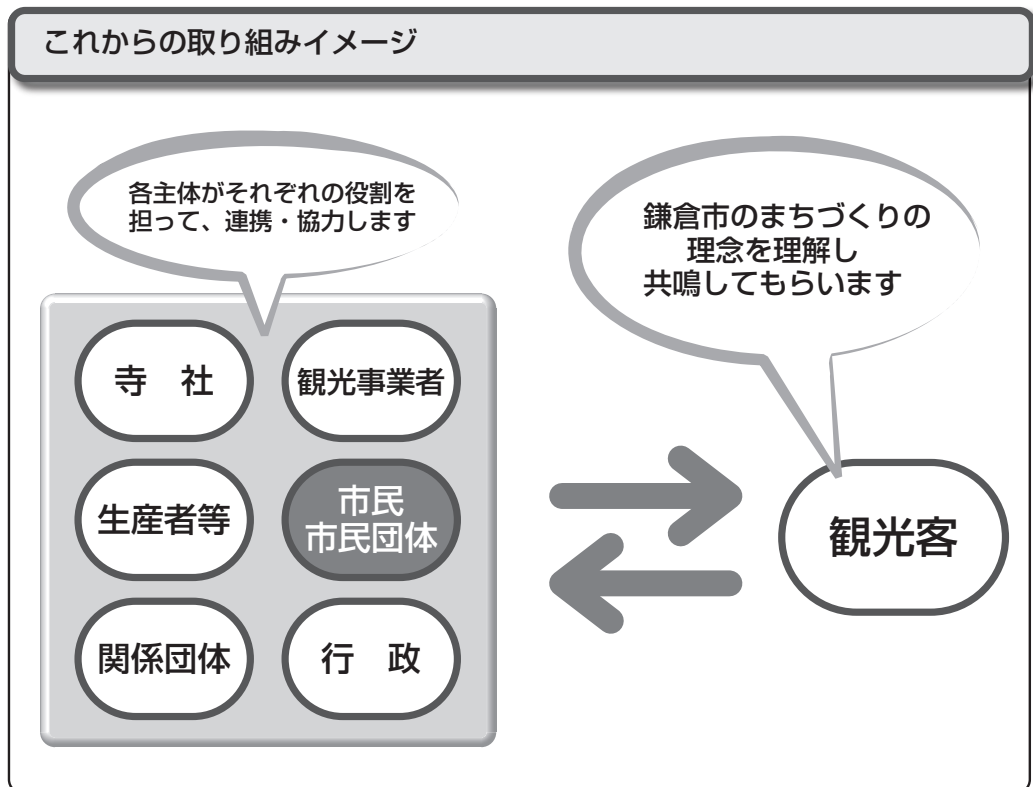 これからの取り組みイメージ
各主体がそれぞれの役割を
担って、連携・協力します
鎌倉市のまちづくりの
理念を理解し
共鳴してもらいます
寺　社
観光事業者
生産者等
市民
市民団体
関係団体
行　政
観光客